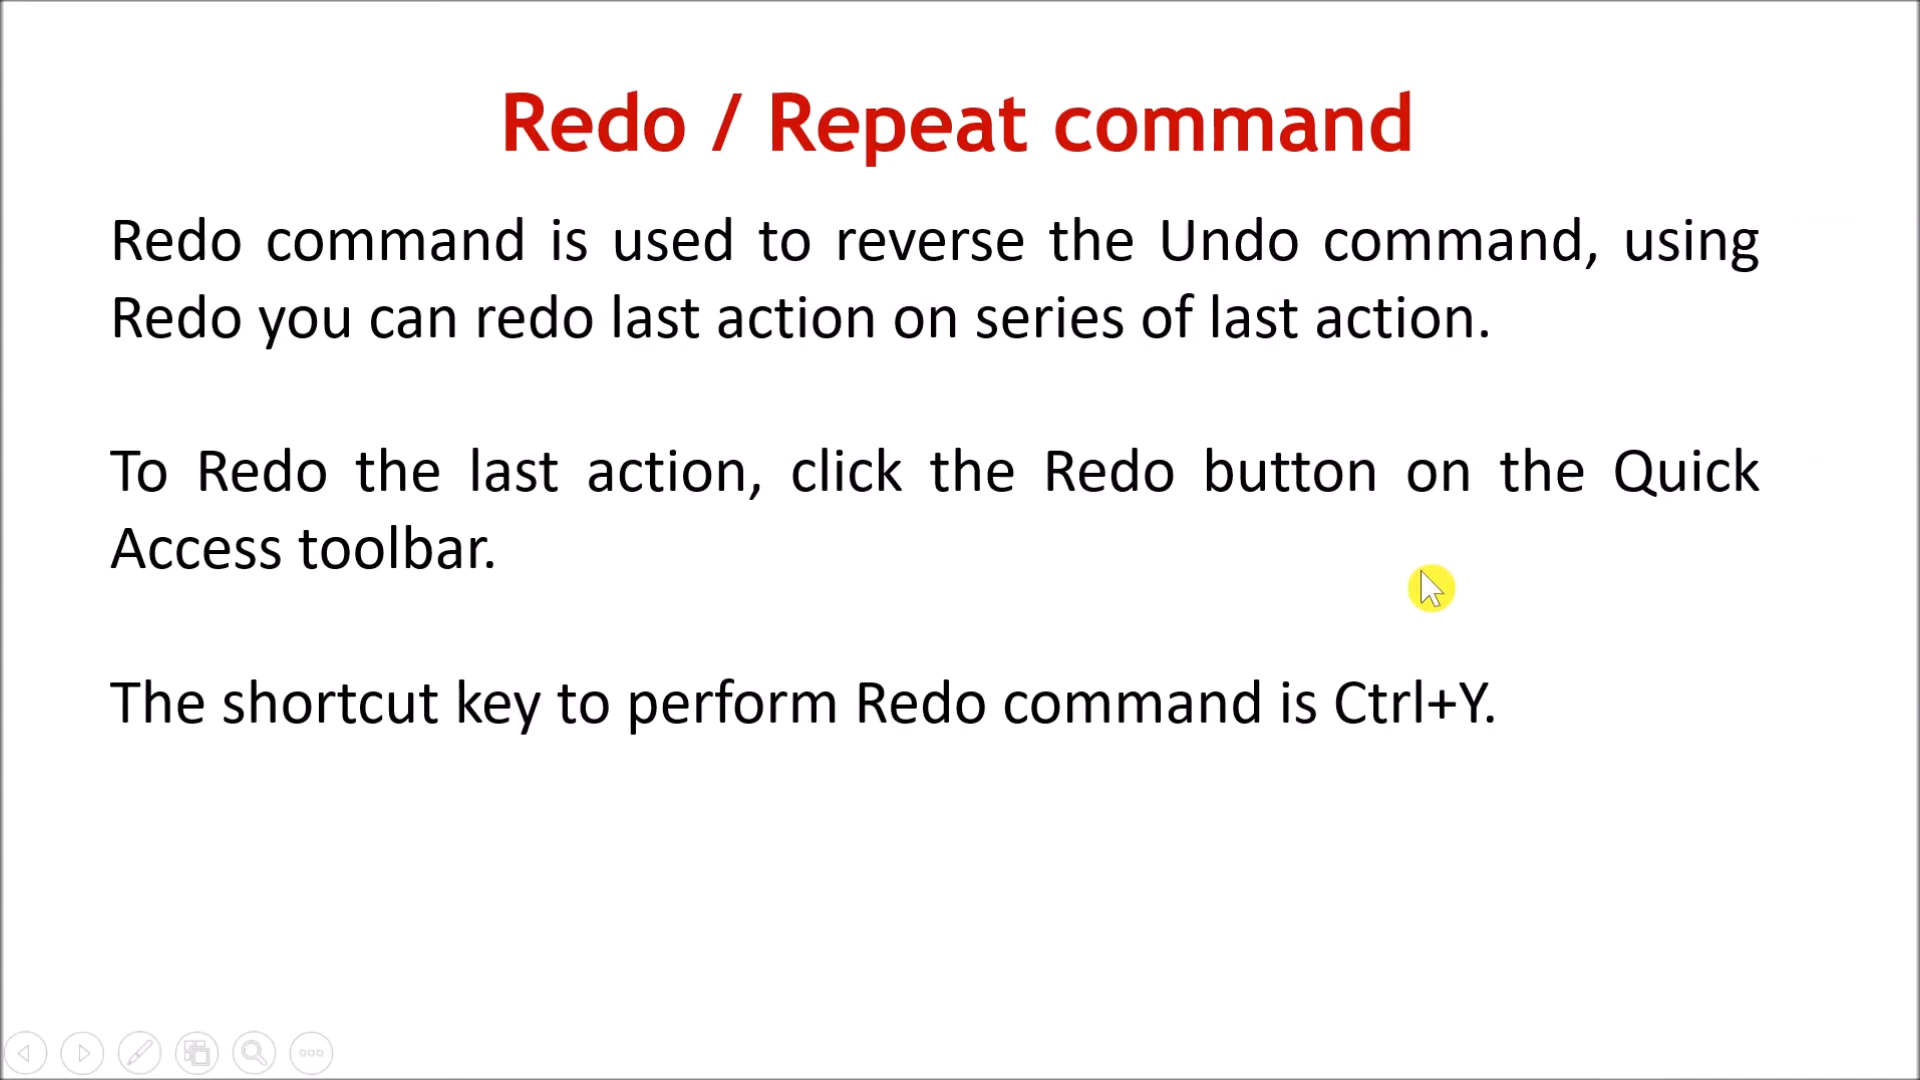 Redo / Repeat command
Redo command is used to reverse the Undo command, using
Redo you can redo last action on series of last action.
To Redo the last action, click the Redo button on the Quick
Access toolbar.
The shortcut key to perform Redo command is Ctrl+Y.